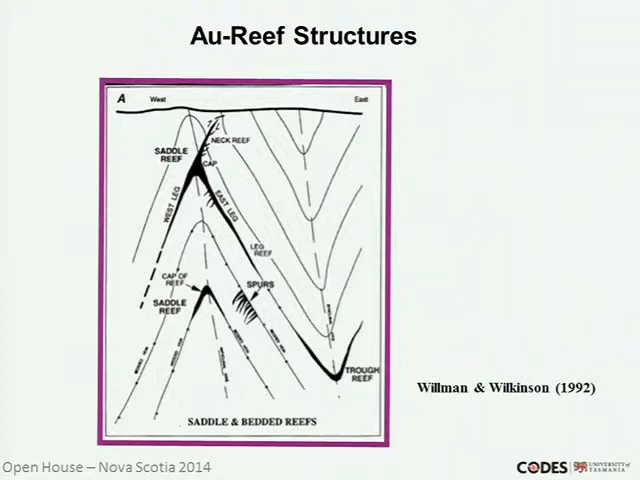 Au-Reef Structures
A
West
East
NECK REEF
SADDLE
REEF
CAP
WEST LEG
EAST LEG
LEG
REEF
CAP OF
REEF
SPURS
SADDLE
REEF
TROUGH
REEF
SADDLE & BEDDED REEFS
Willman & Wilkinson (1992)
Open House – Nova Scotia 2014
CODES
UNIVERSITY of
TASMANIA